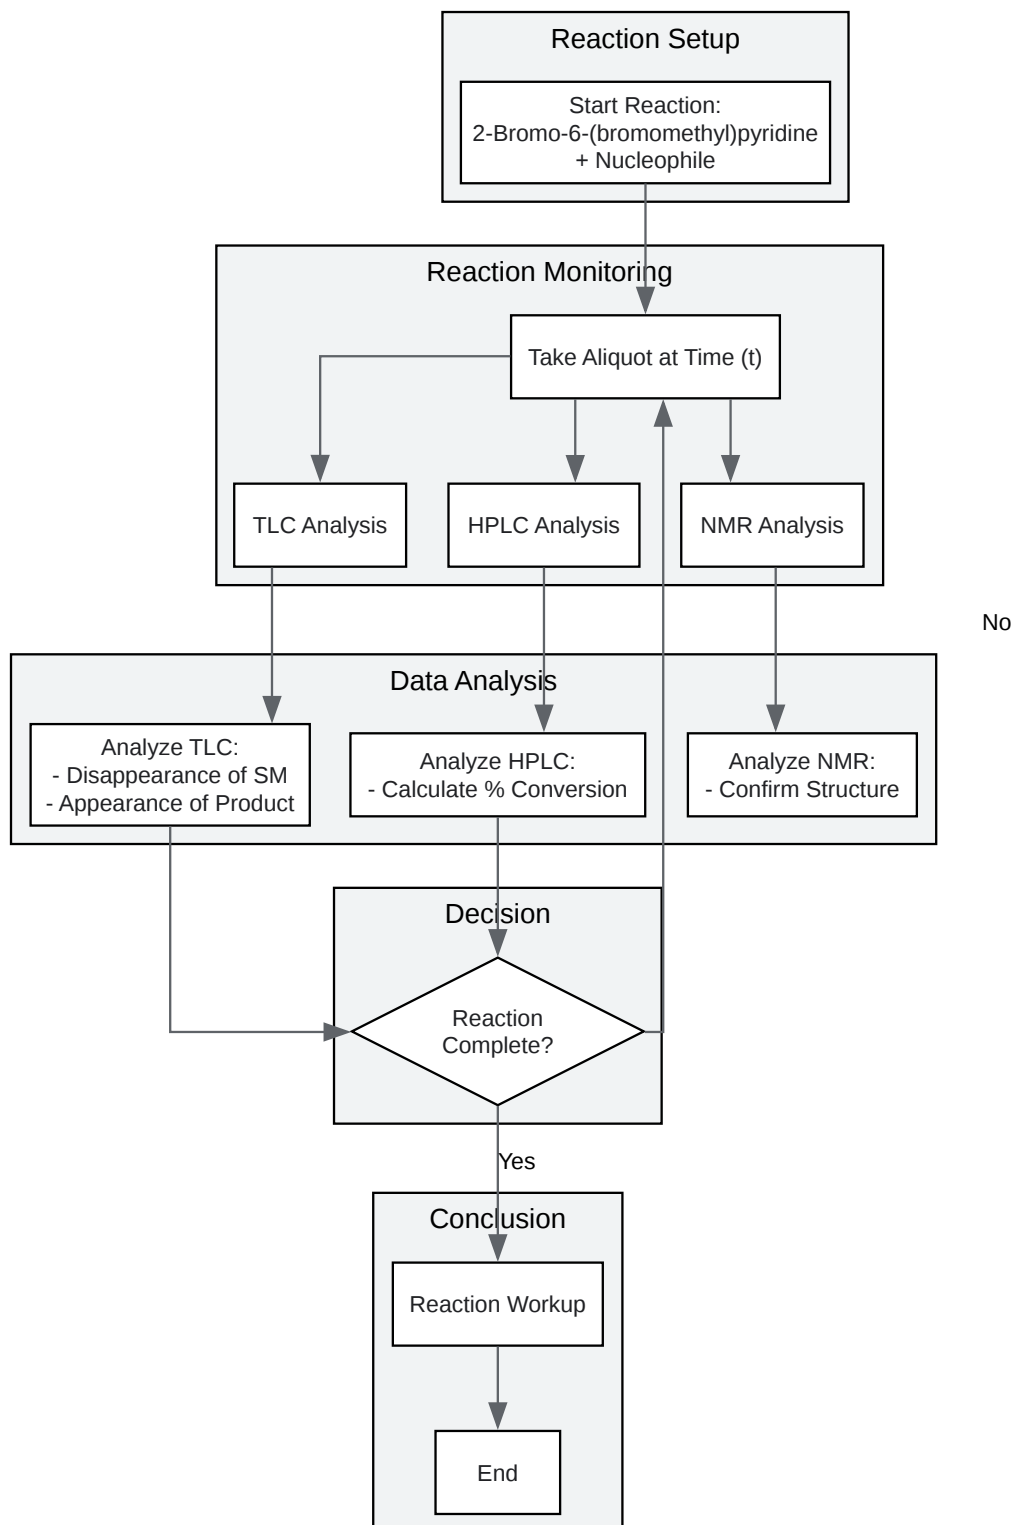 Reaction Setup
Start Reaction:
2-Bromo-6-(bromomethyl)pyridine
+ Nucleophile
Reaction Monitoring
Take Aliquot at Time (t)
TLC Analysis
HPLC Analysis
NMR Analysis
No
Data Analysis
Analyze TLC:
- Disappearance of SM
- Appearance of Product
Analyze HPLC:
- Calculate % Conversion
Analyze NMR:
- Confirm Structure
Decision
Reaction
Complete?
Yes
Conclusion
Reaction Workup
End